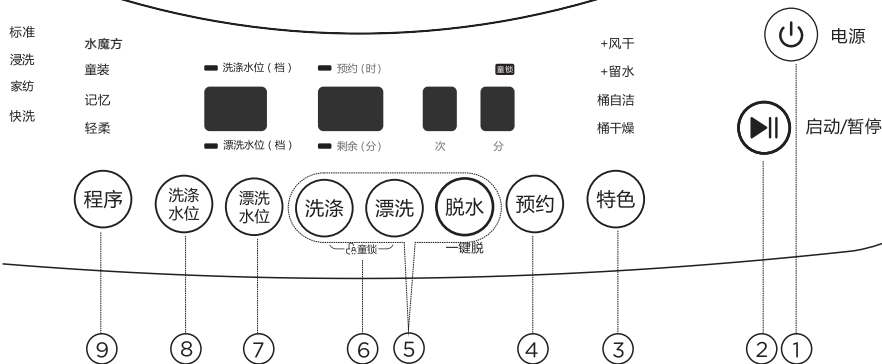 标准
浸洗
家纺
快洗
水魔方
童装
记忆
轻柔
洗涤水位(档)
预约(时)
童锁
漂洗水位(档)
剩余(分)
次
分
+风干
+留水
桶自洁
桶干燥
电源
启动/暂停
程序
洗涤
水位
漂洗
水位
洗涤
漂洗
脱水
预约
特色
童锁
一键脱
⑨
⑧
⑦
⑥
⑤
④
③
②
①